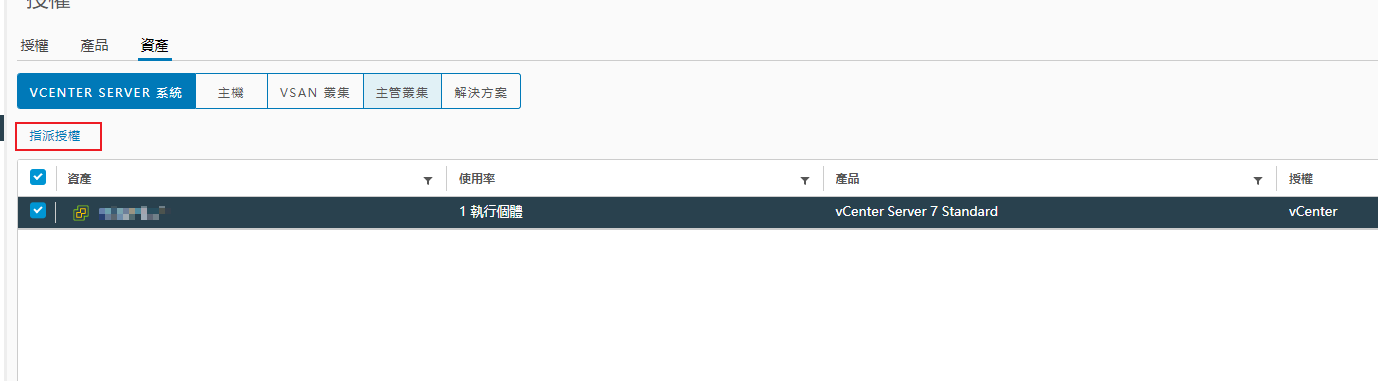 授權
授權 產品 資產
VCENTER SERVER 系統 主機 VSAN 叢集 主管叢集 解決方案
指派授權
資產 使用率 產品 授權
1 執行個體 vCenter Server 7 Standard vCenter